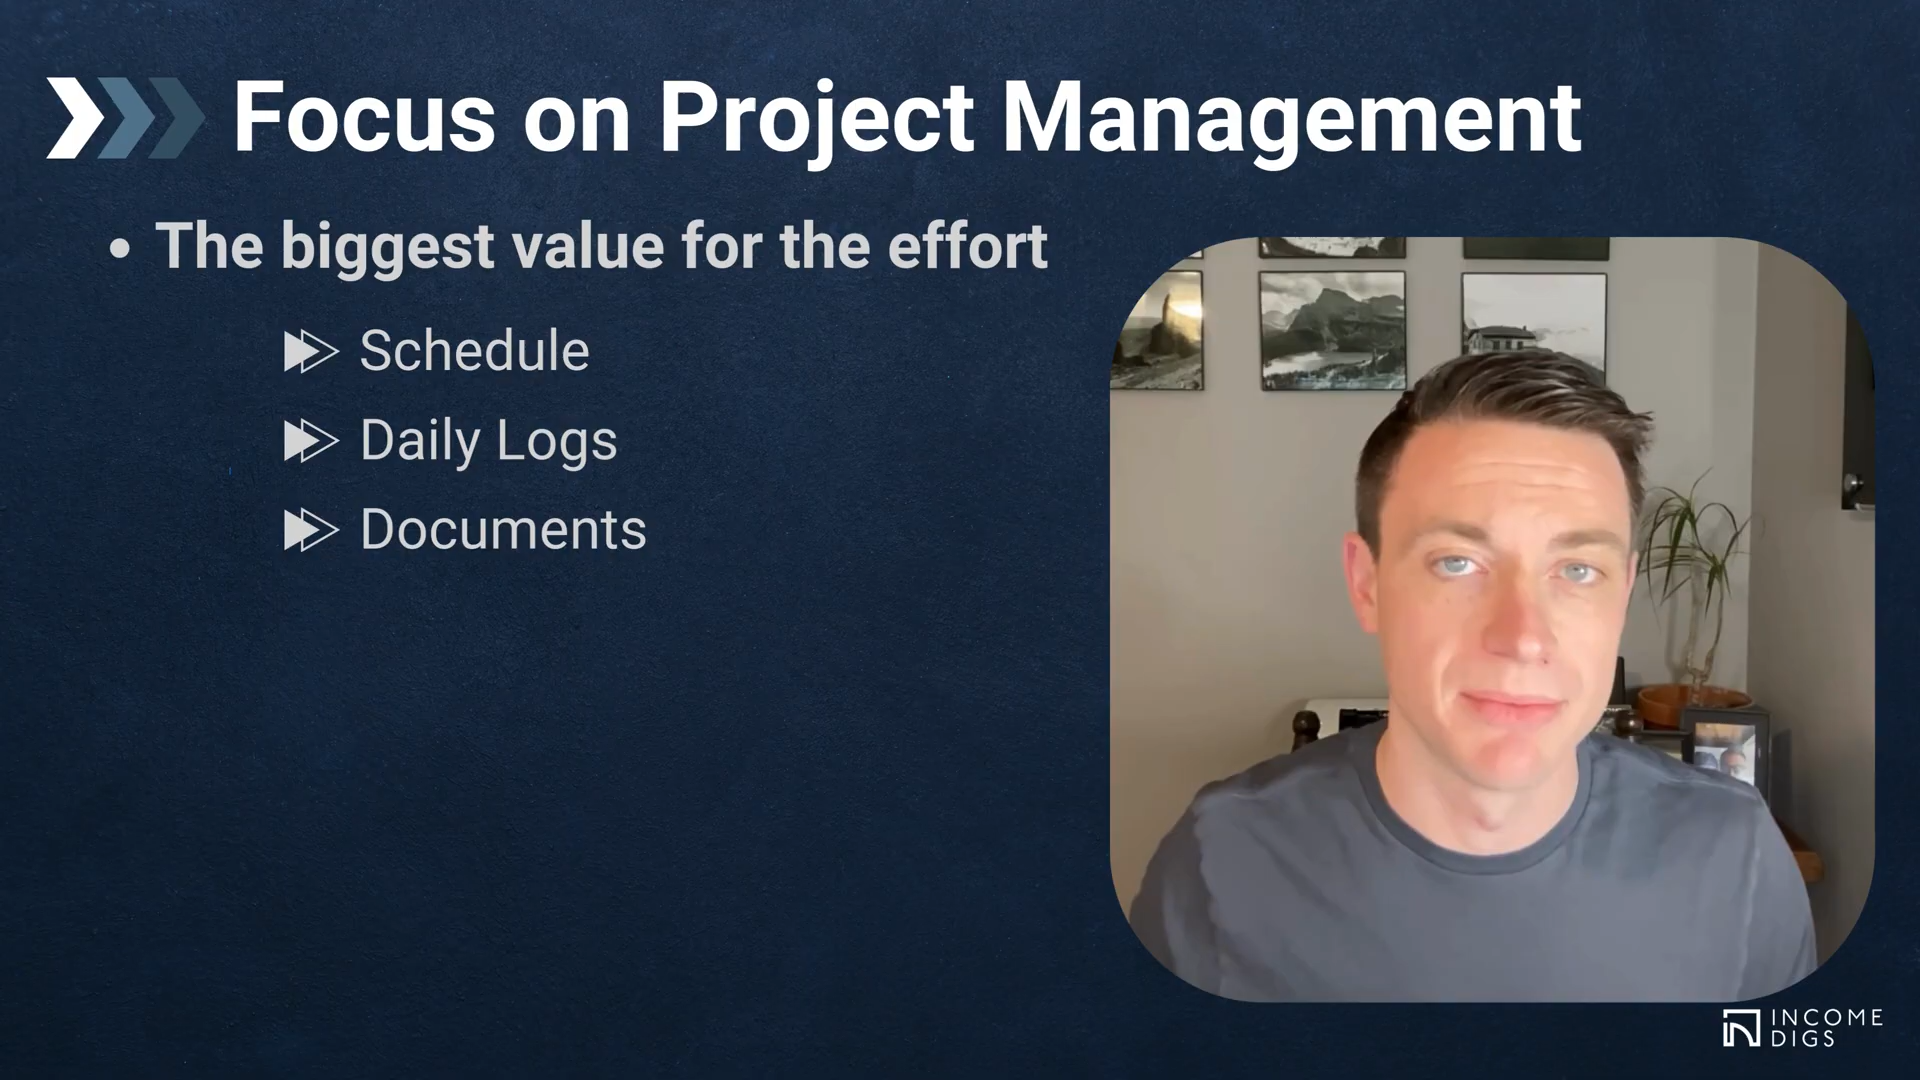 Focus on Project Management
• The biggest value for the effort
Schedule
Daily Logs
Documents
INCOME
DIGS